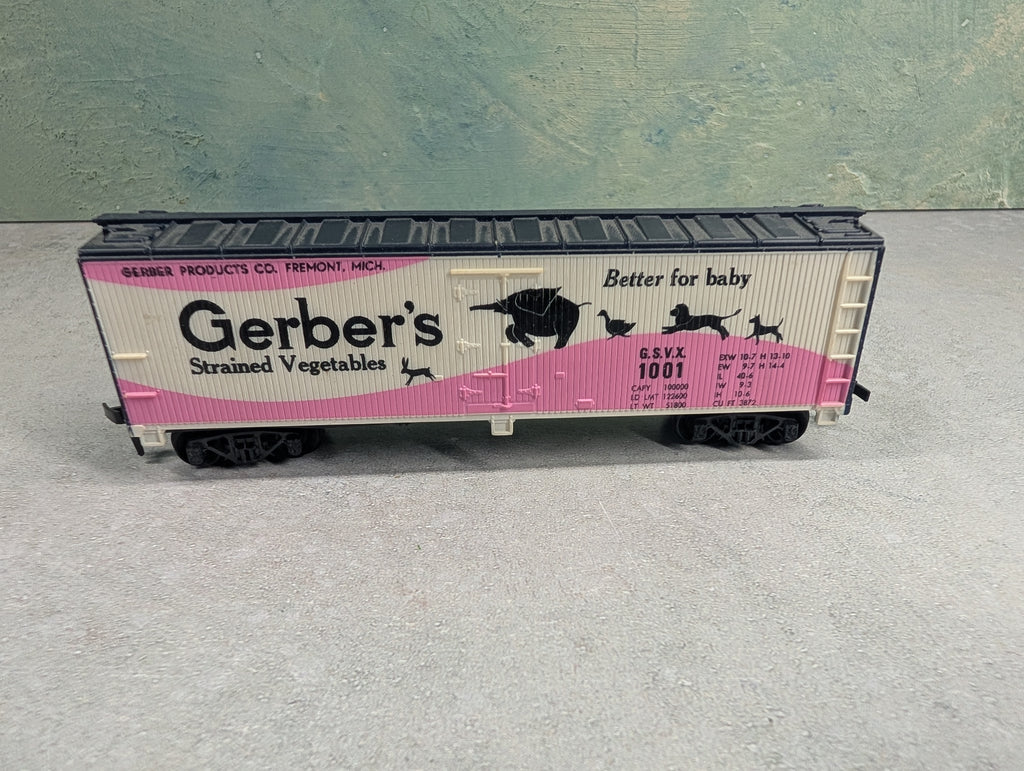 GERBER PRODUCTS CO. FREMONT, MICH.
Gerber's
Strained Vegetables
Better for baby
G.S.V.X.
1001
CAPY 100000
LD LMT 122600
LT WT 51800
EXW 10-7 H 13-10
EW 9-7 H 14-4
IL 40-6
IW 9-3
IH 10-6
CU FT 3872